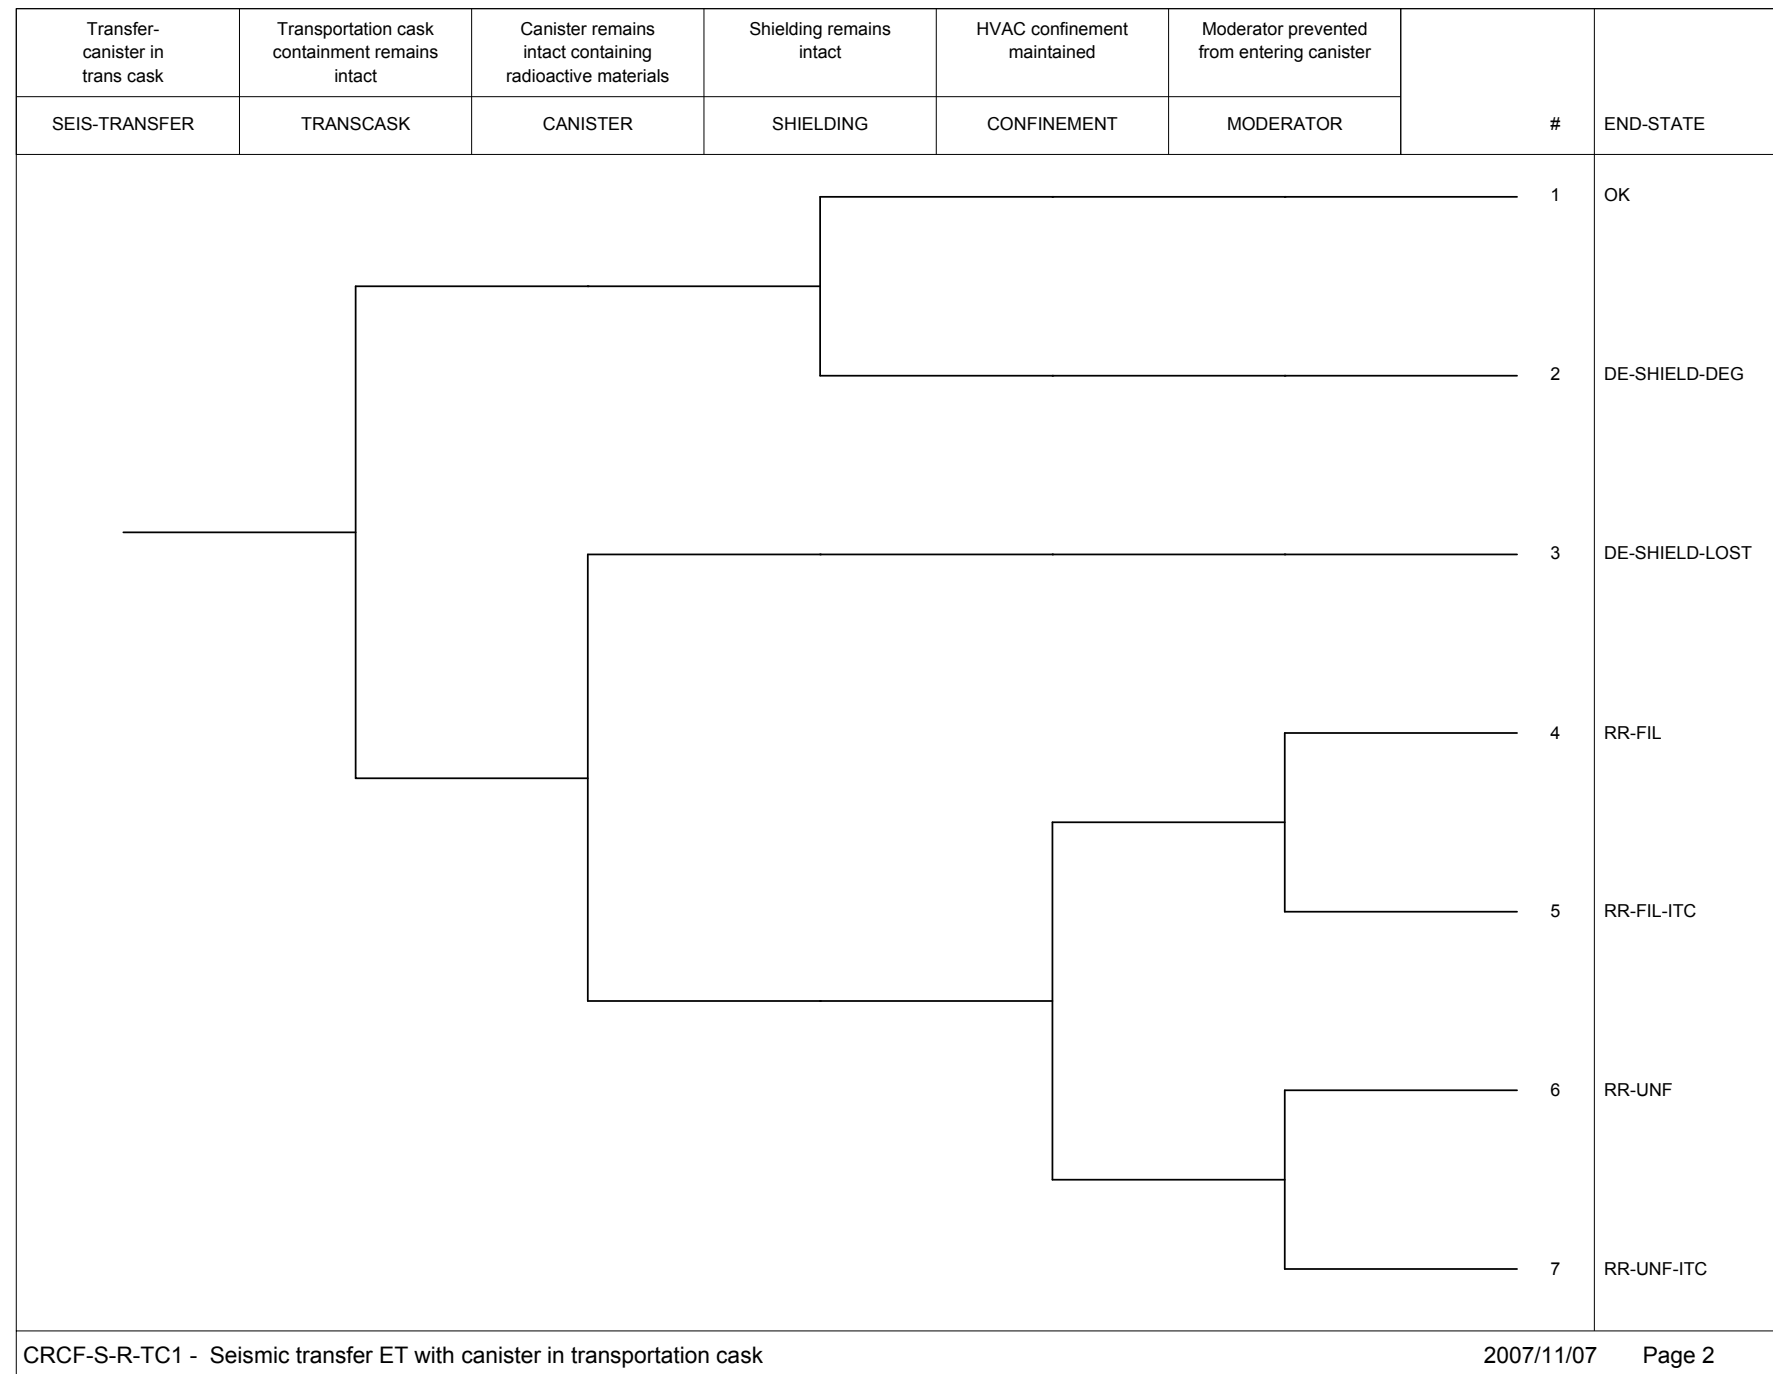 Transfer-
canister in
trans cask
Transportation cask
containment remains
intact
Canister remains
intact containing
radioactive materials
Shielding remains
intact
HVAC confinement
maintained
Moderator prevented
from entering canister
SEIS-TRANSFER
TRANSCASK
CANISTER
SHIELDING
CONFINEMENT
MODERATOR
#
END-STATE
1 OK
2 DE-SHIELD-DEG
3 DE-SHIELD-LOST
4 RR-FIL
5 RR-FIL-ITC
6 RR-UNF
7 RR-UNF-ITC
CRCF-S-R-TC1 - Seismic transfer ET with canister in transportation cask
2007/11/07 Page 2